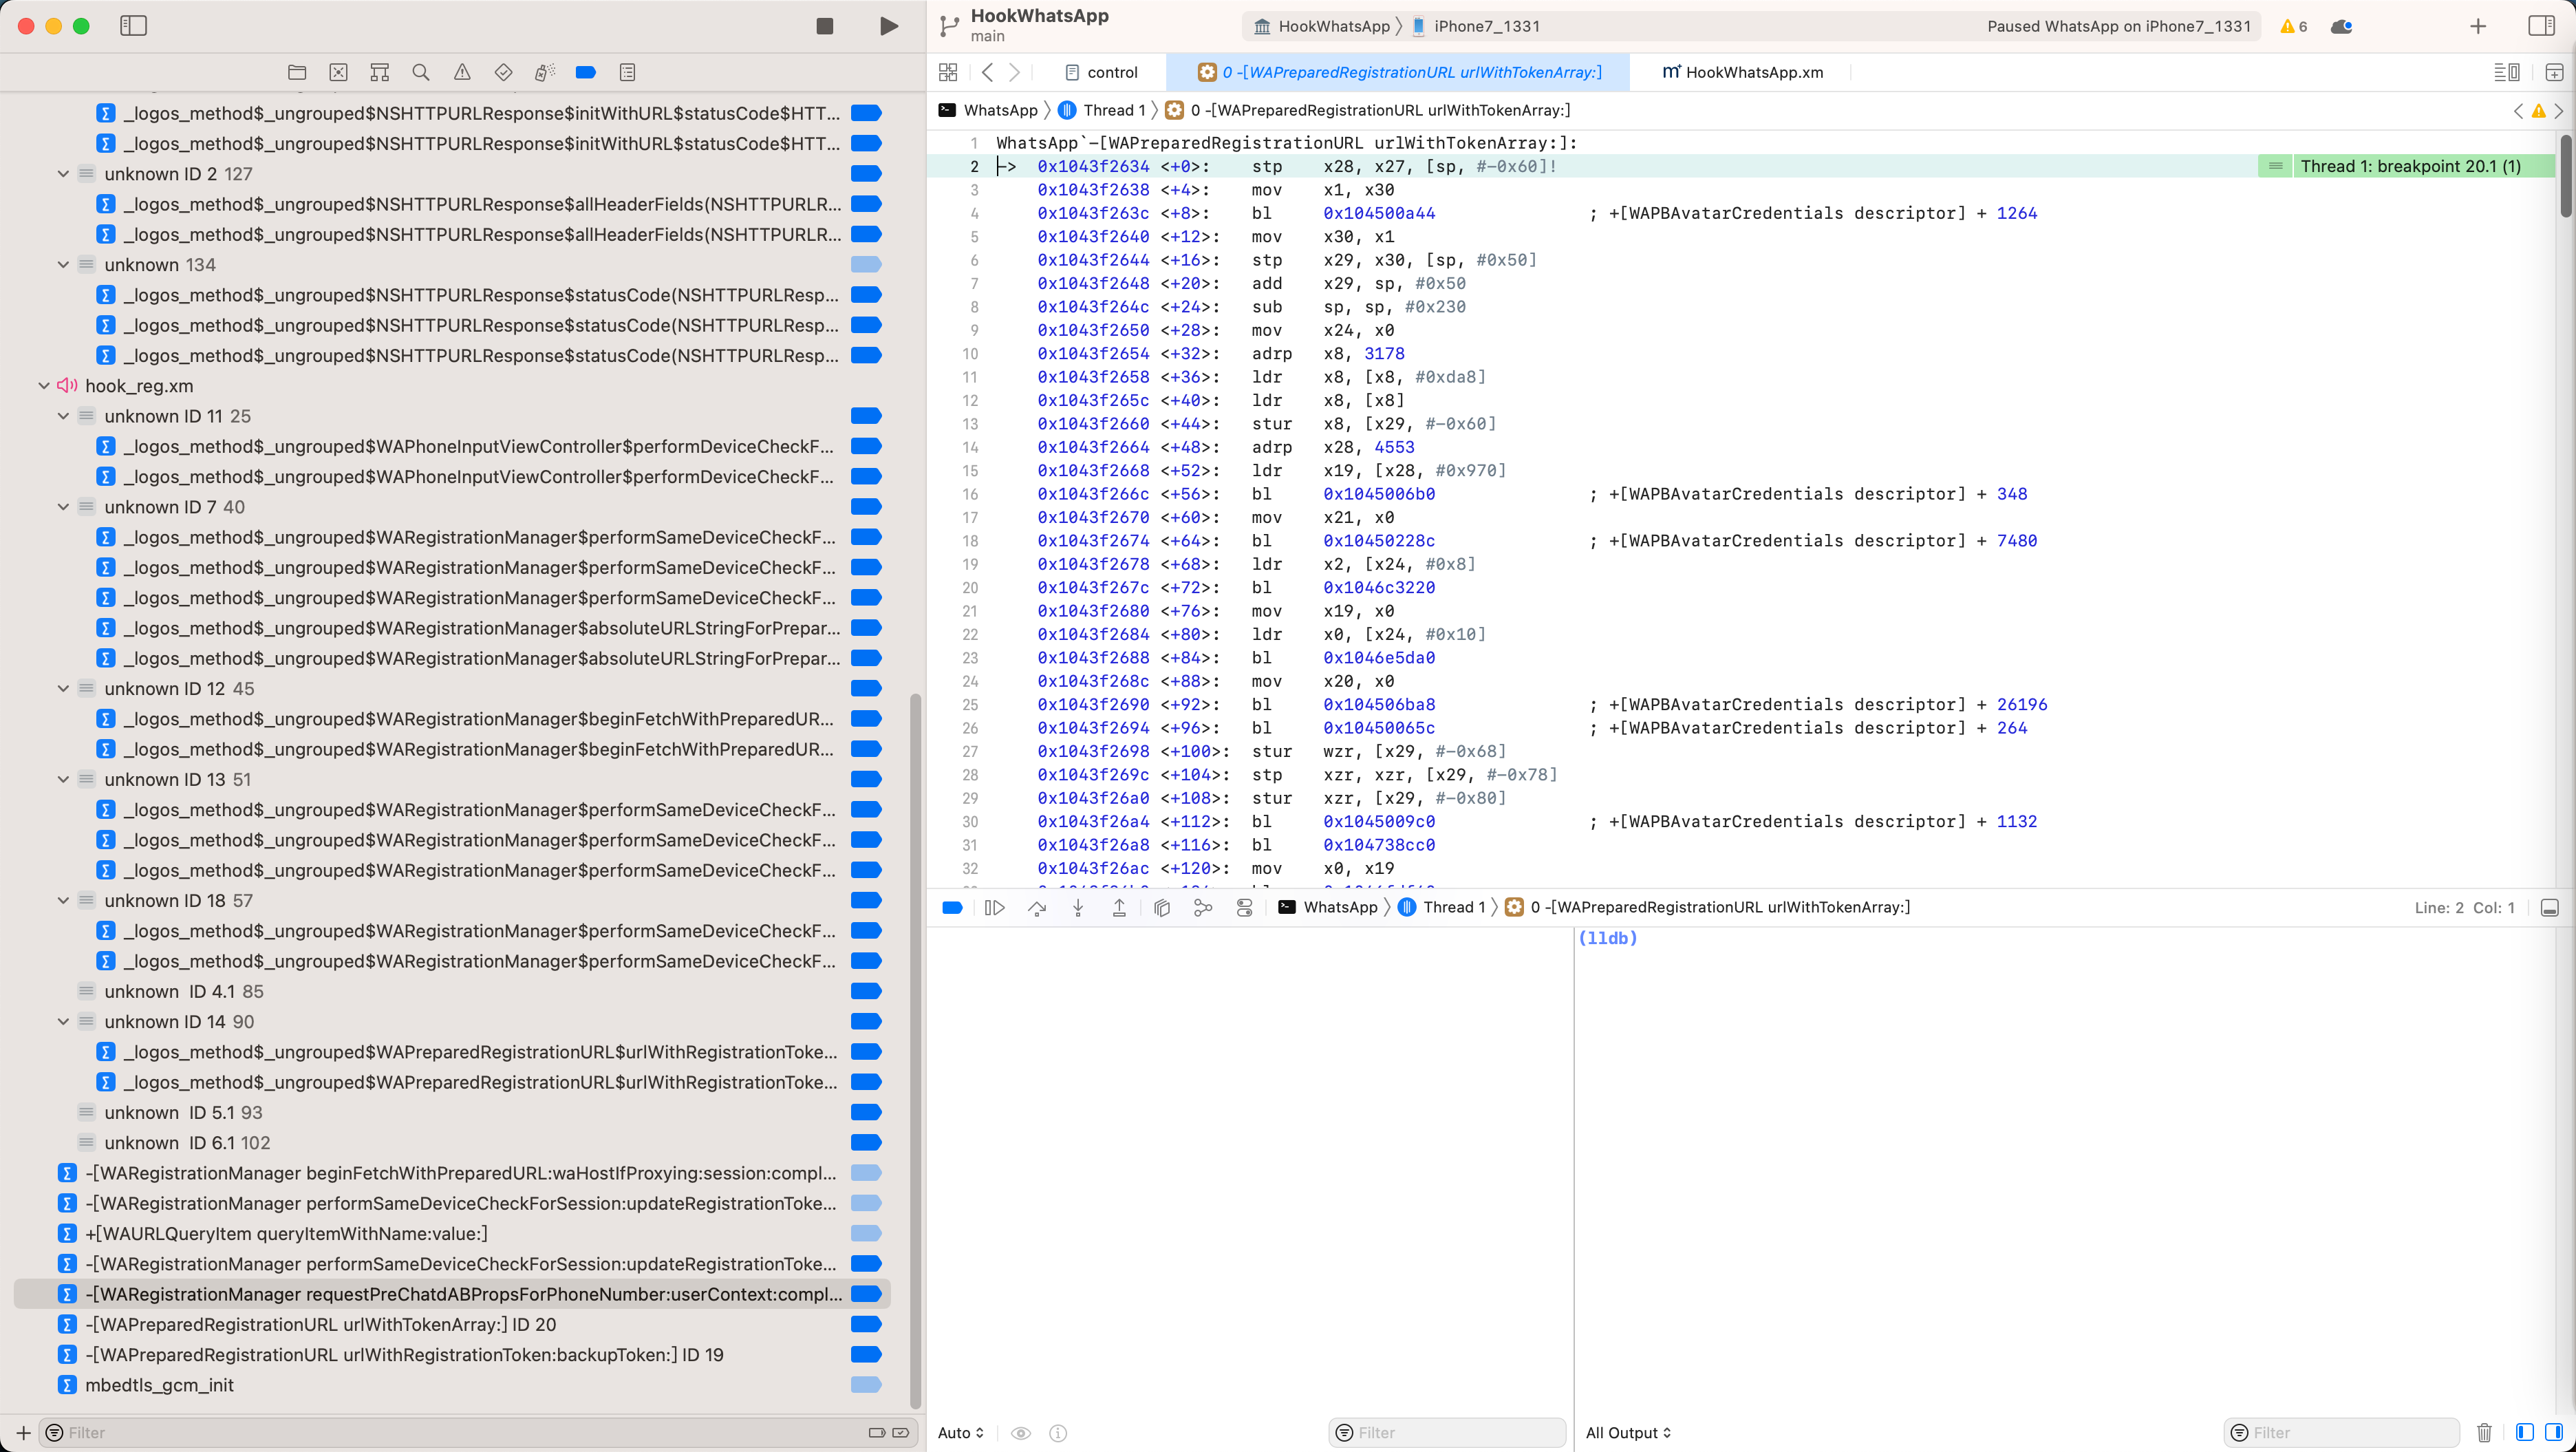 HookWhatsApp
main
HookWhatsApp
iPhone7_1331
Paused WhatsApp on iPhone7_1331
6
control
0 -[WAPreparedRegistrationURL urlWithTokenArray:]
HookWhatsApp.xm
WhatsApp
Thread 1
0 -[WAPreparedRegistrationURL urlWithTokenArray:]
_logos_method$_ungrouped$NSHTTPURLResponse$initWithURL$statusCode$HTT...
_logos_method$_ungrouped$NSHTTPURLResponse$initWithURL$statusCode$HTT...
unknown ID 2 127
_logos_method$_ungrouped$NSHTTPURLResponse$allHeaderFields(NSHTTPURLR...
_logos_method$_ungrouped$NSHTTPURLResponse$allHeaderFields(NSHTTPURLR...
unknown 134
_logos_method$_ungrouped$NSHTTPURLResponse$statusCode(NSHTTPURLResp...
_logos_method$_ungrouped$NSHTTPURLResponse$statusCode(NSHTTPURLResp...
_logos_method$_ungrouped$NSHTTPURLResponse$statusCode(NSHTTPURLResp...
hook_reg.xm
unknown ID 11 25
_logos_method$_ungrouped$WAPhoneInputViewController$performDeviceCheckF...
_logos_method$_ungrouped$WAPhoneInputViewController$performDeviceCheckF...
unknown ID 7 40
_logos_method$_ungrouped$WARegistrationManager$performSameDeviceCheckF...
_logos_method$_ungrouped$WARegistrationManager$performSameDeviceCheckF...
_logos_method$_ungrouped$WARegistrationManager$performSameDeviceCheckF...
_logos_method$_ungrouped$WARegistrationManager$absoluteURLStringForPrepar...
_logos_method$_ungrouped$WARegistrationManager$absoluteURLStringForPrepar...
unknown ID 12 45
_logos_method$_ungrouped$WARegistrationManager$beginFetchWithPreparedUR...
_logos_method$_ungrouped$WARegistrationManager$beginFetchWithPreparedUR...
unknown ID 13 51
_logos_method$_ungrouped$WARegistrationManager$performSameDeviceCheckF...
_logos_method$_ungrouped$WARegistrationManager$performSameDeviceCheckF...
_logos_method$_ungrouped$WARegistrationManager$performSameDeviceCheckF...
unknown ID 18 57
_logos_method$_ungrouped$WARegistrationManager$performSameDeviceCheckF...
_logos_method$_ungrouped$WARegistrationManager$performSameDeviceCheckF...
unknown ID 4.1 85
unknown ID 14 90
_logos_method$_ungrouped$WAPreparedRegistrationURL$urlWithRegistrationToke...
_logos_method$_ungrouped$WAPreparedRegistrationURL$urlWithRegistrationToke...
unknown ID 5.1 93
unknown ID 6.1 102
-[WARegistrationManager beginFetchWithPreparedURL:waHostIfProxying:session:compl...
-[WARegistrationManager performSameDeviceCheckForSession:updateRegistrationToke...
+[WAURLQueryItem queryItemWithName:value:]
-[WARegistrationManager performSameDeviceCheckForSession:updateRegistrationToke...
-[WARegistrationManager requestPreChatdABPropsForPhoneNumber:userContext:compl...
-[WAPreparedRegistrationURL urlWithTokenArray:] ID 20
-[WAPreparedRegistrationURL urlWithRegistrationToken:backupToken:] ID 19
mbedtls_gcm_init
Filter
1 WhatsApp`-[WAPreparedRegistrationURL urlWithTokenArray:]:
2 -> 0x1043f2634 <+0>: stp x28, x27, [sp, #-0x60]! Thread 1: breakpoint 20.1 (1)
3 0x1043f2638 <+4>: mov x1, x30
4 0x1043f263c <+8>: bl 0x104500a44 ; +[WAPBAvatarCredentials descriptor] + 1264
5 0x1043f2640 <+12>: mov x30, x1
6 0x1043f2644 <+16>: stp x29, x30, [sp, #0x50]
7 0x1043f2648 <+20>: add x29, sp, #0x50
8 0x1043f264c <+24>: sub sp, sp, #0x230
9 0x1043f2650 <+28>: mov x24, x0
10 0x1043f2654 <+32>: adrp x8, 3178
11 0x1043f2658 <+36>: ldr x8, [x8, #0xda8]
12 0x1043f265c <+40>: ldr x8, [x8]
13 0x1043f2660 <+44>: stur x8, [x29, #-0x60]
14 0x1043f2664 <+48>: adrp x28, 4553
15 0x1043f2668 <+52>: ldr x19, [x28, #0x970]
16 0x1043f266c <+56>: bl 0x1045006b0 ; +[WAPBAvatarCredentials descriptor] + 348
17 0x1043f2670 <+60>: mov x21, x0
18 0x1043f2674 <+64>: bl 0x10450228c ; +[WAPBAvatarCredentials descriptor] + 7480
19 0x1043f2678 <+68>: ldr x2, [x24, #0x8]
20 0x1043f267c <+72>: bl 0x1046c3220
21 0x1043f2680 <+76>: mov x19, x0
22 0x1043f2684 <+80>: ldr x0, [x24, #0x10]
23 0x1043f2688 <+84>: bl 0x1046e5da0
24 0x1043f268c <+88>: mov x20, x0
25 0x1043f2690 <+92>: bl 0x104506ba8 ; +[WAPBAvatarCredentials descriptor] + 26196
26 0x1043f2694 <+96>: bl 0x10450065c ; +[WAPBAvatarCredentials descriptor] + 264
27 0x1043f2698 <+100>: stur wzr, [x29, #-0x68]
28 0x1043f269c <+104>: stp xzr, xzr, [x29, #-0x78]
29 0x1043f26a0 <+108>: stur xzr, [x29, #-0x80]
30 0x1043f26a4 <+112>: bl 0x1045009c0 ; +[WAPBAvatarCredentials descriptor] + 1132
31 0x1043f26a8 <+116>: bl 0x104738cc0
32 0x1043f26ac <+120>: mov x0, x19
WhatsApp
Thread 1
0 -[WAPreparedRegistrationURL urlWithTokenArray:]
Line: 2 Col: 1
(lldb)
Auto
Filter
All Output
Filter